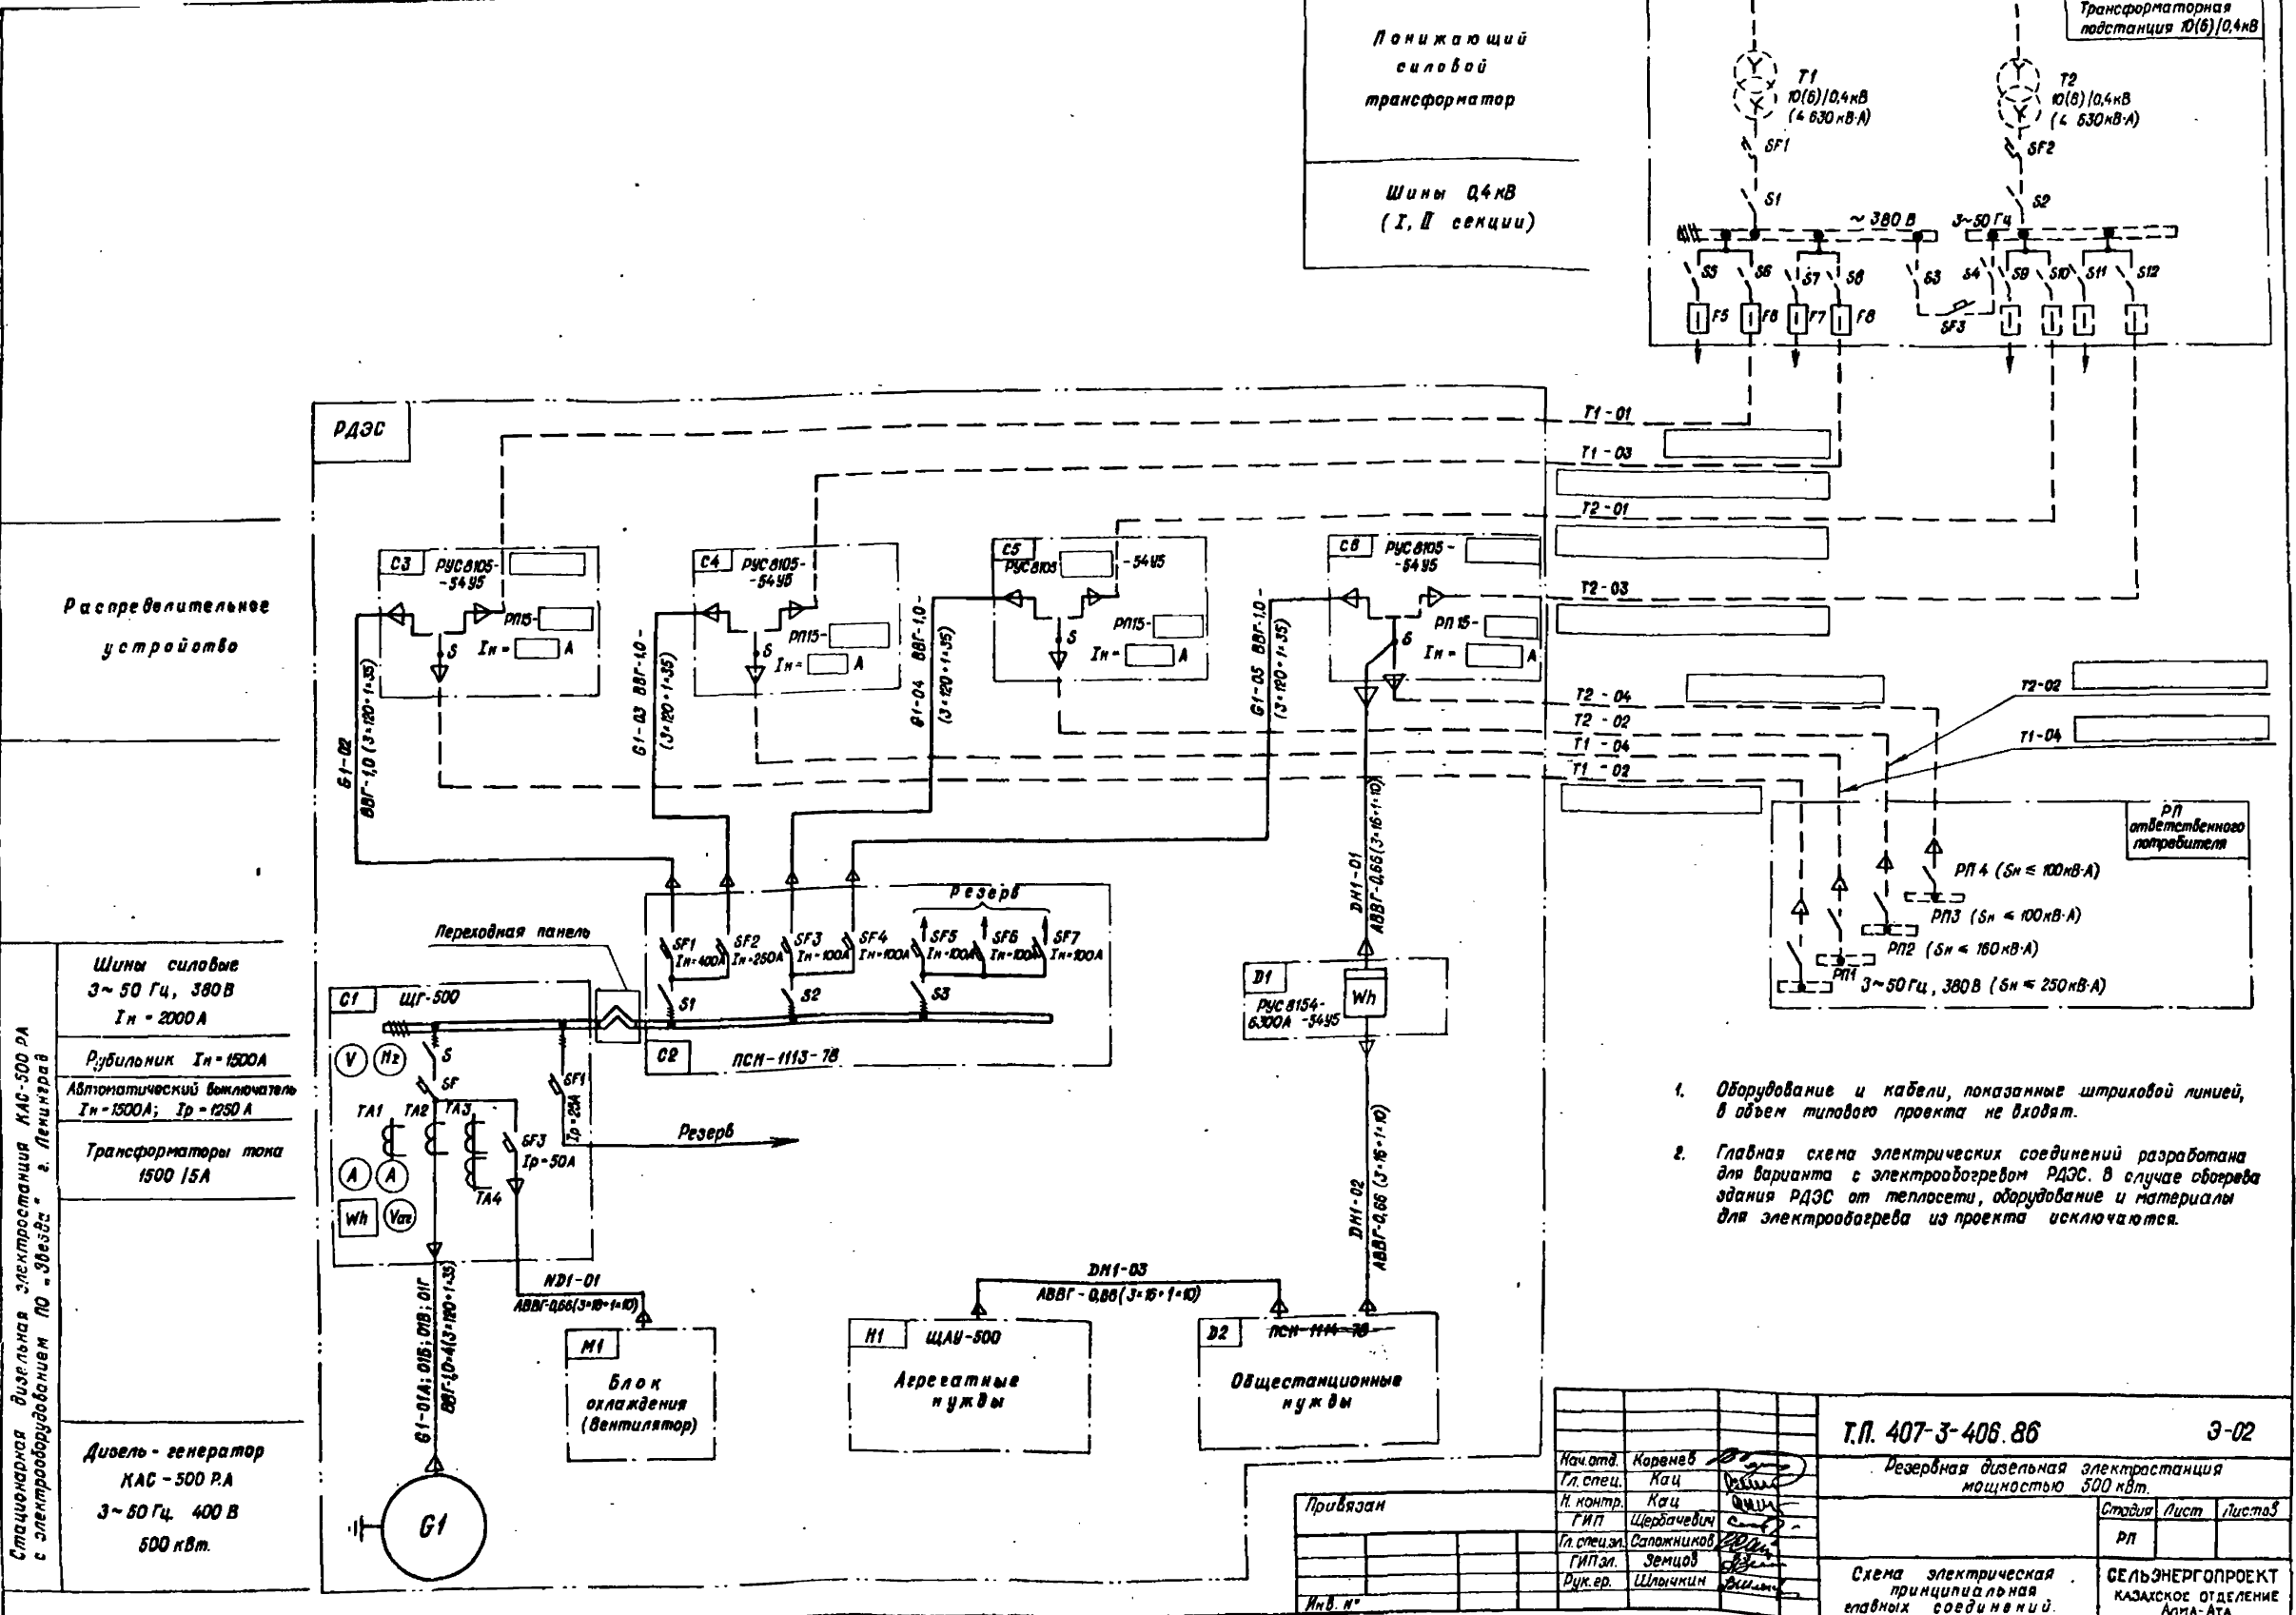 Понижающий
силовой
трансформатор
Шины 0,4 кВ
(I, II секции)
Трансформаторная
подстанция 10(6)/0,4кВ
T1
10(6)/0,4кВ
(≤ 630 кВ·А)
SF1
S1
T2
10(6)/0,4кВ
(≤ 630 кВ·А)
SF2
S2
~ 380 В
3~50 Гц
S5
S6
S7
S8
S3
S4
S9
S10
S11
S12
F5
F6
F7
F8
SF3
РДЭС
T1-01
T1-03
T2-01
T2-03
T2-04
T2-02
T1-04
T1-02
T2-02
T1-04
Распределительное
устройство
C3
РУС8105-
-54У5
РП15-
S
Iн= А
C4
РУС8105-
-54У5
РП15-
S
Iн= А
C5
РУС8105 -54У5
РП15-
S
Iн= А
C6
РУС8105-
-54У5
РП15-
S
Iн= А
G1-02
ВВГ-1,0 (3×120+1×35)
G1-03 ВВГ-1,0-
(3×120+1×35)
G1-04 ВВГ-1,0-
(3×120+1×35)
G1-05 ВВГ-1,0-
(3×120+1×35)
DH1-01
АВВГ-0,66(3×16+1×10)
РП
ответственного
потребителя
РП4 (Sн ≤ 100кВ·А)
РП3 (Sн ≤ 100кВ·А)
РП2 (Sн ≤ 160кВ·А)
РП1
3~50Гц, 380В (Sн ≤ 250кВ·А)
Резерв
Переходная панель
SF1
Iн=400А
SF2
Iн=250А
SF3
Iн=100А
SF4
Iн=100А
SF5
Iн=100А
SF6
Iн=100А
SF7
Iн=100А
S1
S2
S3
C2
ПСН-1113-78
C1
ЩГ-500
V
Hz
S
SF
SF1
Iр=25А
TA1
TA2
TA3
TA4
SF3
Iр=50А
A
A
Wh
Var
Резерв
D1
РУС8154-
6300А -54У5
Wh
DH1-02
АВВГ-0,66 (3×16+1×10)
Шины силовые
3~ 50 Гц, 380В
Iн = 2000А
Рубильник Iн=1500А
Автоматический выключатель
Iн=1500А; Iр=1250А
Трансформаторы тока
1500/5А
Стационарная дизельная электростанция КАС-500 РА
с электрооборудованием ПО „Звезда" г. Ленинград
Дизель-генератор
КАС-500 Р.А
3~50 Гц, 400 В
500 кВт.
G1-01А; 01Б; 01В; 01Г
ВВГ-1,0-4(3×120+1×35)
G1
ND1-01
АВВГ-0,66(3×16+1×10)
M1
Блок
охлаждения
(Вентилятор)
DH1-03
АВВГ-0,66(3×16+1×10)
H1
ЩАУ-500
Агрегатные
нужды
D2
ПСН-1114-78
Общестанционные
нужды
1. Оборудование и кабели, показанные штриховой линией,
в объем типового проекта не входят.
2. Главная схема электрических соединений разработана
для варианта с электрообогревом РДЭС. В случае обогрева
здания РДЭС от теплосети, оборудование и материалы
для электрообогрева из проекта исключаются.
Т.П. 407-3-406.86 Э-02
Нач.отд. Коренев
Гл.спец. Кац
Н.контр. Кац
ГИП Щербачевич
Гл.спец.эл. Сапожников
ГИПэл. Земцов
Рук.гр. Шлычкин
Резервная дизельная электростанция
мощностью 500 кВт.
Стадия Лист Листов
РП
Схема электрическая
принципиальная
главных соединений.
СЕЛЬЭНЕРГОПРОЕКТ
КАЗАХСКОЕ ОТДЕЛЕНИЕ
АЛМА-АТА
Привязан
Инв. №